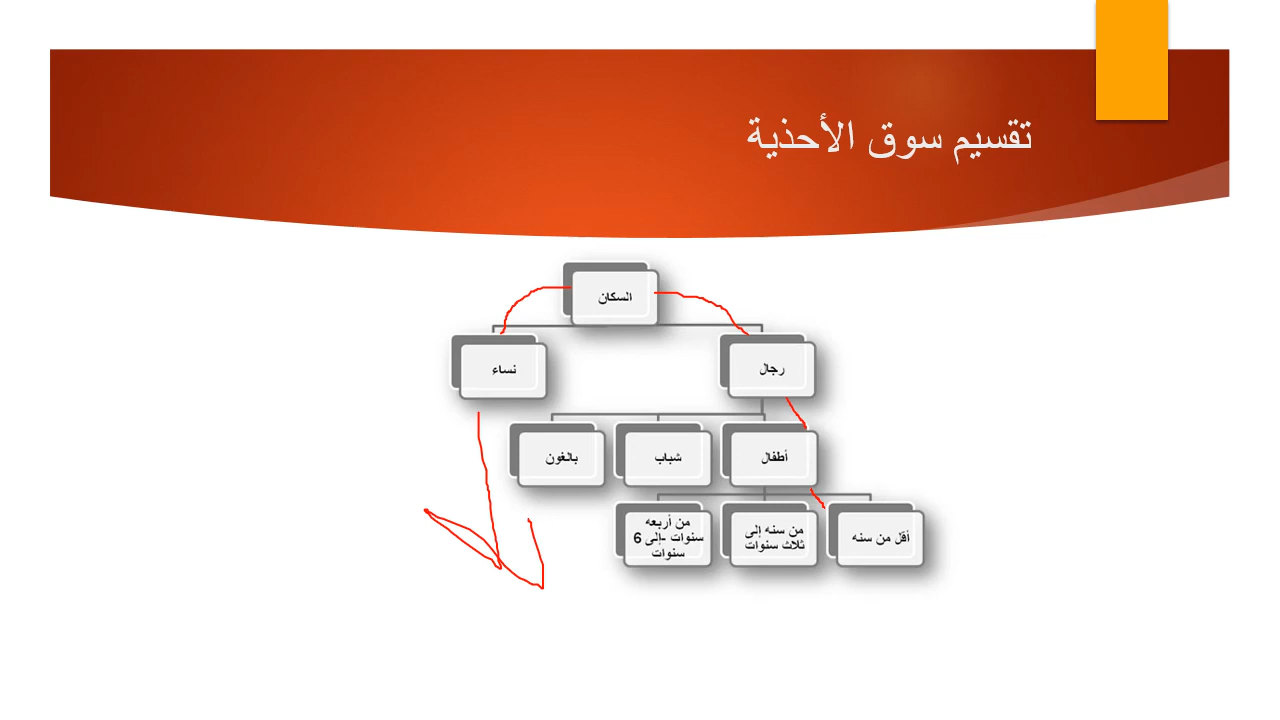 تقسيم سوق الأحذية
السكان
رجال
نساء
أطفال
شباب
بالغون
أقل من سنه
من سنه إلى
ثلاث سنوات
من أربعه
سنوات -إلى 6
سنوات